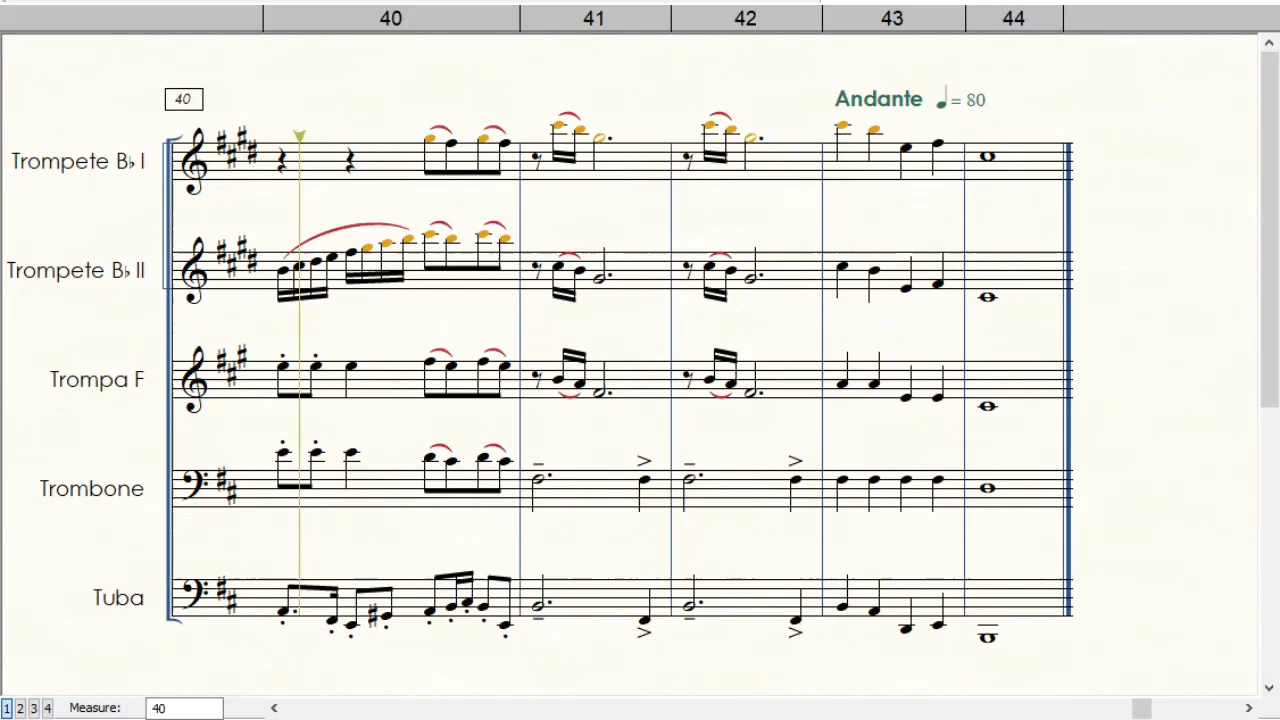 40 41 42 43 44
40
Andante ♩ = 80
Trompete B♭ I
Trompete B♭ II
Trompa F
Trombone
Tuba
1 2 3 4 Measure: 40